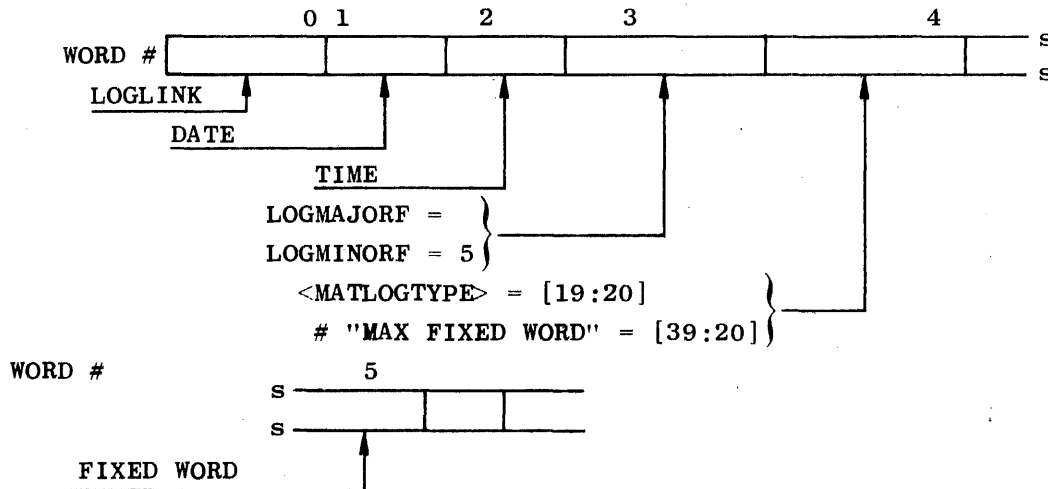 0 1 2 3 4
WORD # s
s
LOGLINK
DATE
TIME
LOGMAJORF =
LOGMINORF = 5
<MATLOGTYPE> = [19:20]
# "MAX FIXED WORD" = [39:20]
WORD # 5
s
s
FIXED WORD